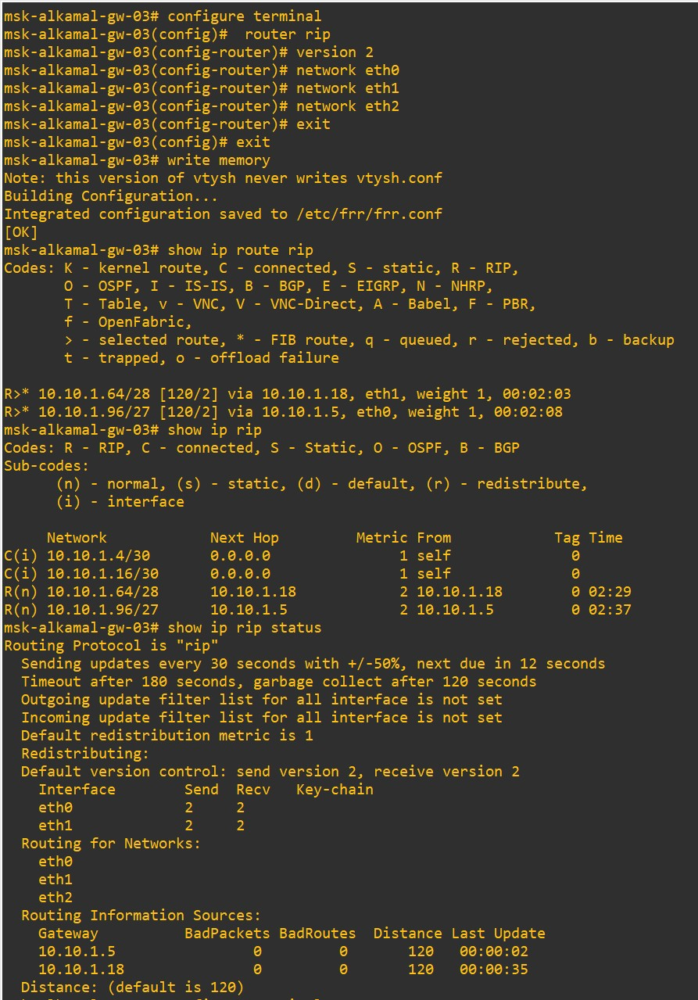 msk-alkamal-gw-03# configure terminal
msk-alkamal-gw-03(config)#  router rip
msk-alkamal-gw-03(config-router)# version 2
msk-alkamal-gw-03(config-router)# network eth0
msk-alkamal-gw-03(config-router)# network eth1
msk-alkamal-gw-03(config-router)# network eth2
msk-alkamal-gw-03(config-router)# exit
msk-alkamal-gw-03(config)# exit
msk-alkamal-gw-03# write memory
Note: this version of vtysh never writes vtysh.conf
Building Configuration...
Integrated configuration saved to /etc/frr/frr.conf
[OK]
msk-alkamal-gw-03# show ip route rip
Codes: K - kernel route, C - connected, S - static, R - RIP,
       O - OSPF, I - IS-IS, B - BGP, E - EIGRP, N - NHRP,
       T - Table, v - VNC, V - VNC-Direct, A - Babel, F - PBR,
       f - OpenFabric,
       > - selected route, * - FIB route, q - queued, r - rejected, b - backup
       t - trapped, o - offload failure

R>* 10.10.1.64/28 [120/2] via 10.10.1.18, eth1, weight 1, 00:02:03
R>* 10.10.1.96/27 [120/2] via 10.10.1.5, eth0, weight 1, 00:02:08
msk-alkamal-gw-03# show ip rip
Codes: R - RIP, C - connected, S - Static, O - OSPF, B - BGP
Sub-codes:
      (n) - normal, (s) - static, (d) - default, (r) - redistribute,
      (i) - interface

     Network            Next Hop         Metric From            Tag Time
C(i) 10.10.1.4/30       0.0.0.0               1 self              0
C(i) 10.10.1.16/30      0.0.0.0               1 self              0
R(n) 10.10.1.64/28      10.10.1.18            2 10.10.1.18        0 02:29
R(n) 10.10.1.96/27      10.10.1.5             2 10.10.1.5         0 02:37
msk-alkamal-gw-03# show ip rip status
Routing Protocol is "rip"
  Sending updates every 30 seconds with +/-50%, next due in 12 seconds
  Timeout after 180 seconds, garbage collect after 120 seconds
  Outgoing update filter list for all interface is not set
  Incoming update filter list for all interface is not set
  Default redistribution metric is 1
  Redistributing:
  Default version control: send version 2, receive version 2
    Interface        Send  Recv   Key-chain
    eth0             2     2
    eth1             2     2
  Routing for Networks:
    eth0
    eth1
    eth2
  Routing Information Sources:
    Gateway          BadPackets BadRoutes  Distance Last Update
    10.10.1.5                0         0       120   00:00:02
    10.10.1.18               0         0       120   00:00:35
  Distance: (default is 120)